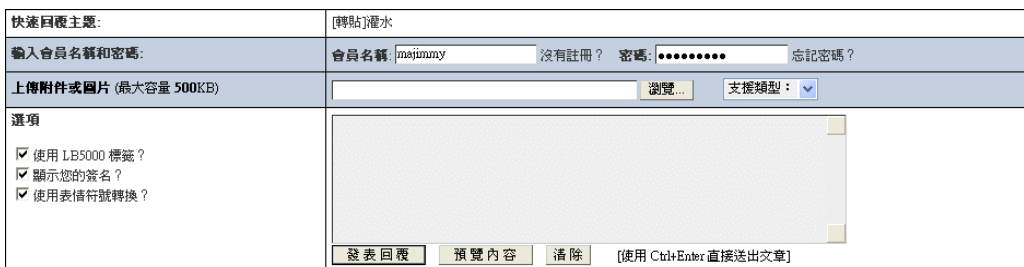 快速回覆主題: [轉貼]灌水
輸入會員名稱和密碼: 會員名稱: majimmy 沒有註冊？ 密碼: ●●●●●●●●● 忘記密碼？
上傳附件或圖片 (最大容量 500KB) 瀏覽... 支援類型：
選項
使用 LB5000 標籤？
顯示您的簽名？
使用表情符號轉換？
發表回覆 預覽內容 清除 [使用 Ctrl+Enter 直接送出文章]